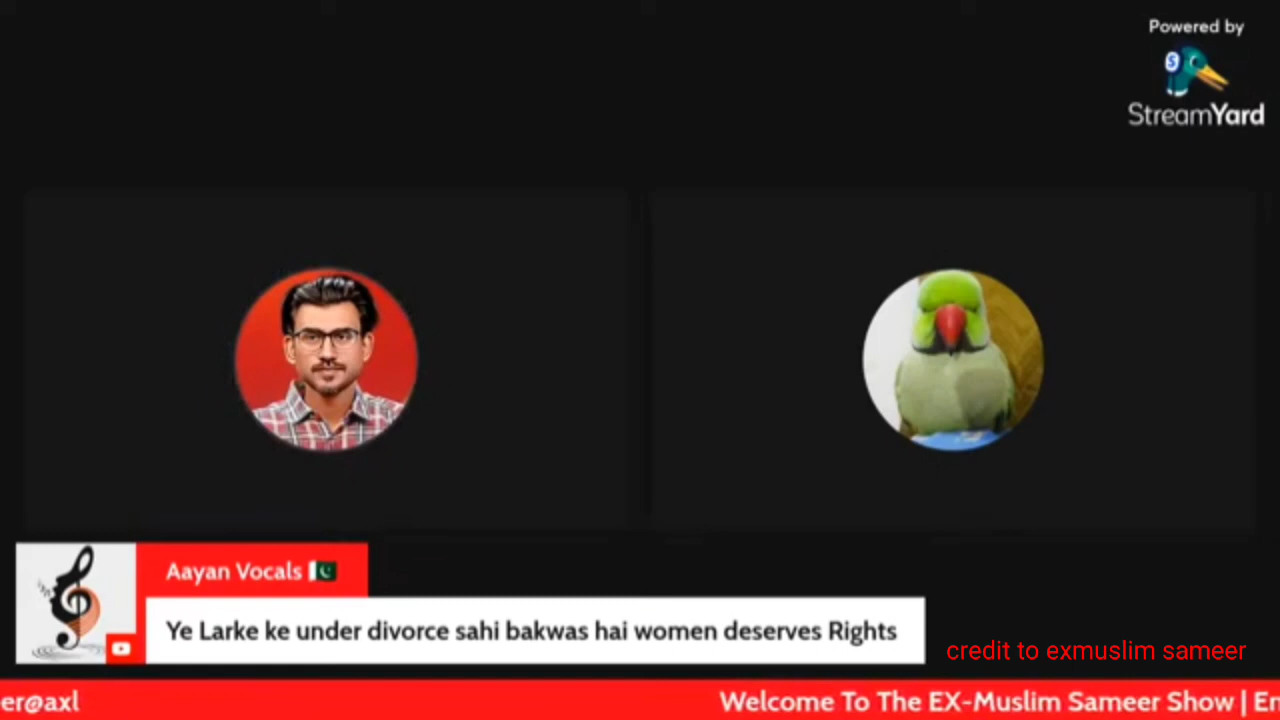 Powered by
StreamYard
Aayan Vocals 🇵🇰
Ye Larke ke under divorce sahi bakwas hai women deserves Rights
credit to exmuslim sameer
er@axl
Welcome To The EX-Muslim Sameer Show | En